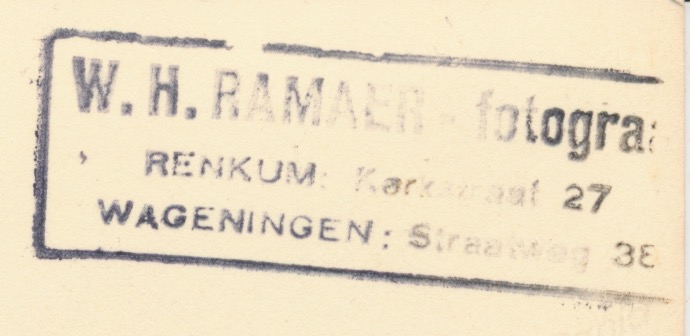 W. H. RAMAER - fotogra
RENKUM: Kerkstraat 27
WAGENINGEN: Straatweg 38